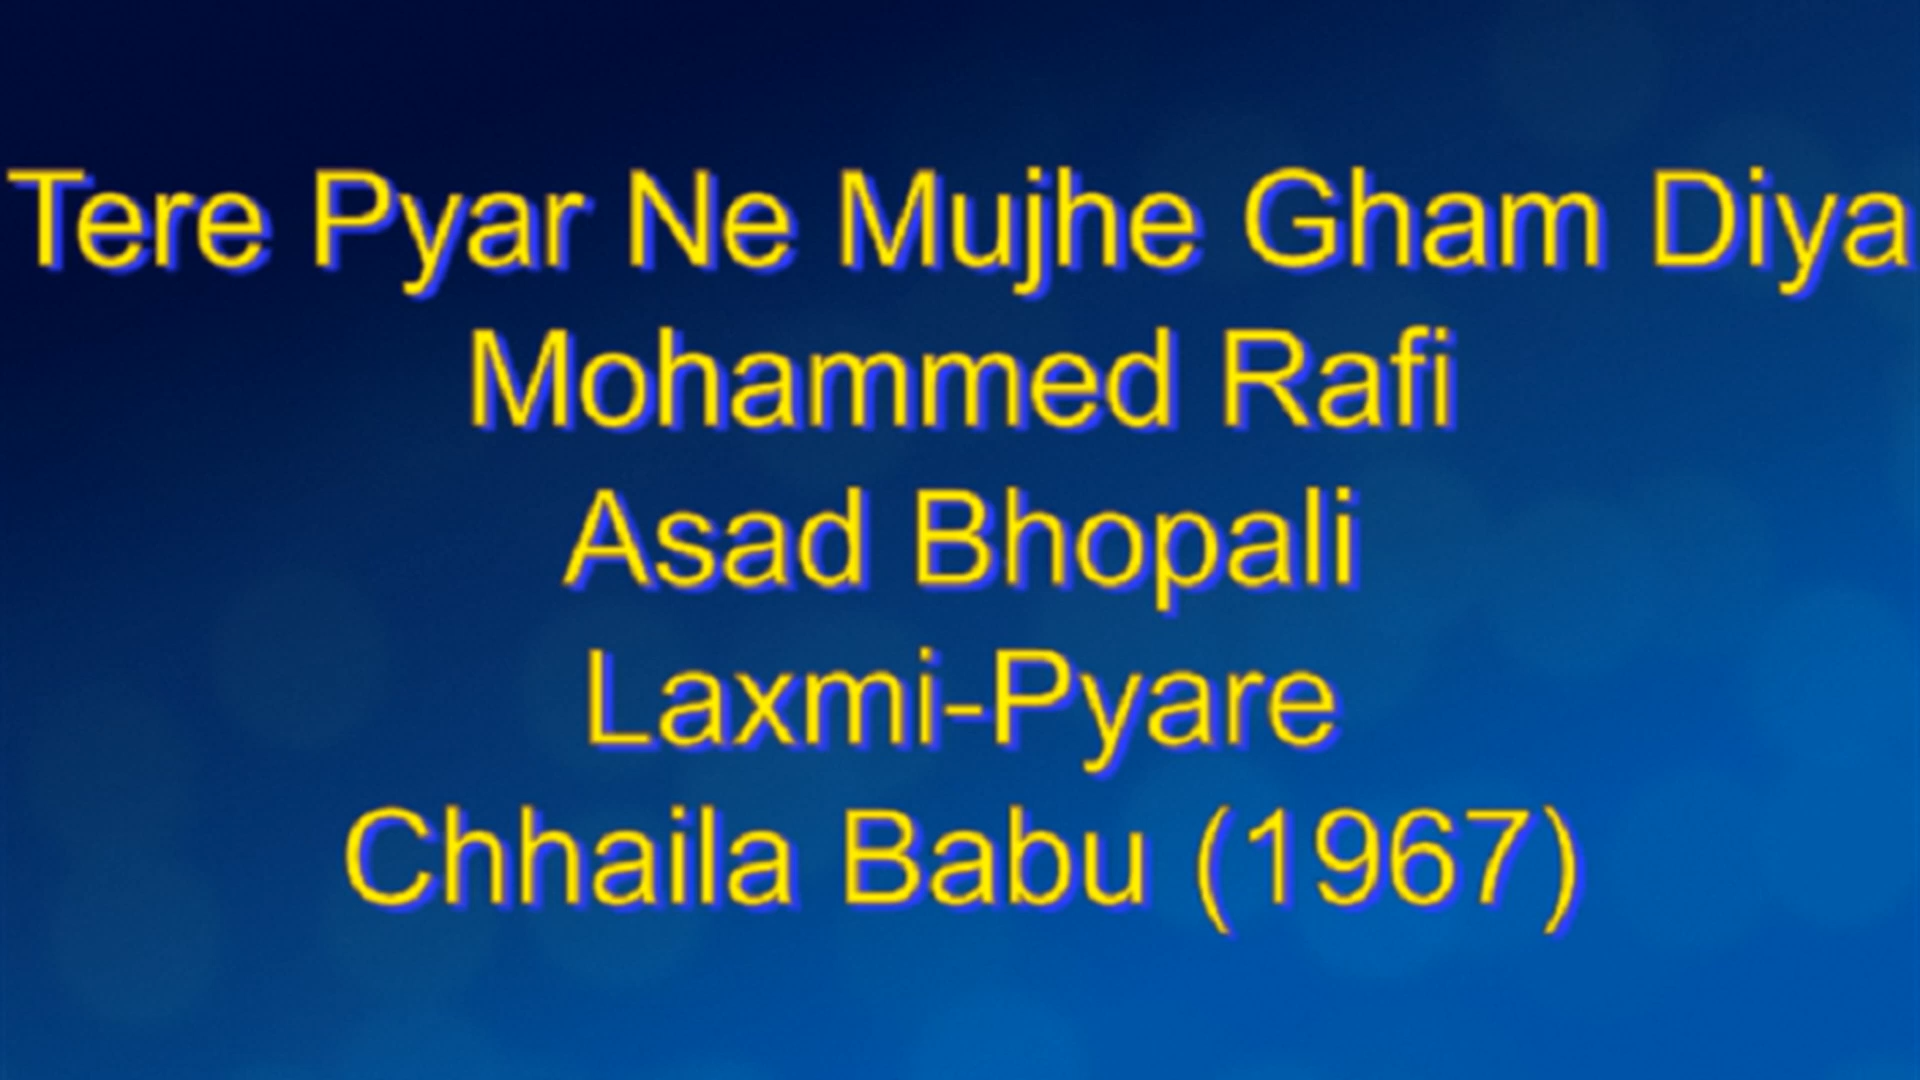 Tere Pyar Ne Mujhe Gham Diya
Mohammed Rafi
Asad Bhopali
Laxmi-Pyare
Chhaila Babu (1967)